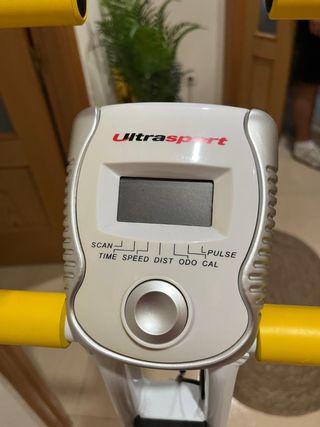 Ultrasport
SCAN PULSE
TIME SPEED DIST ODO CAL